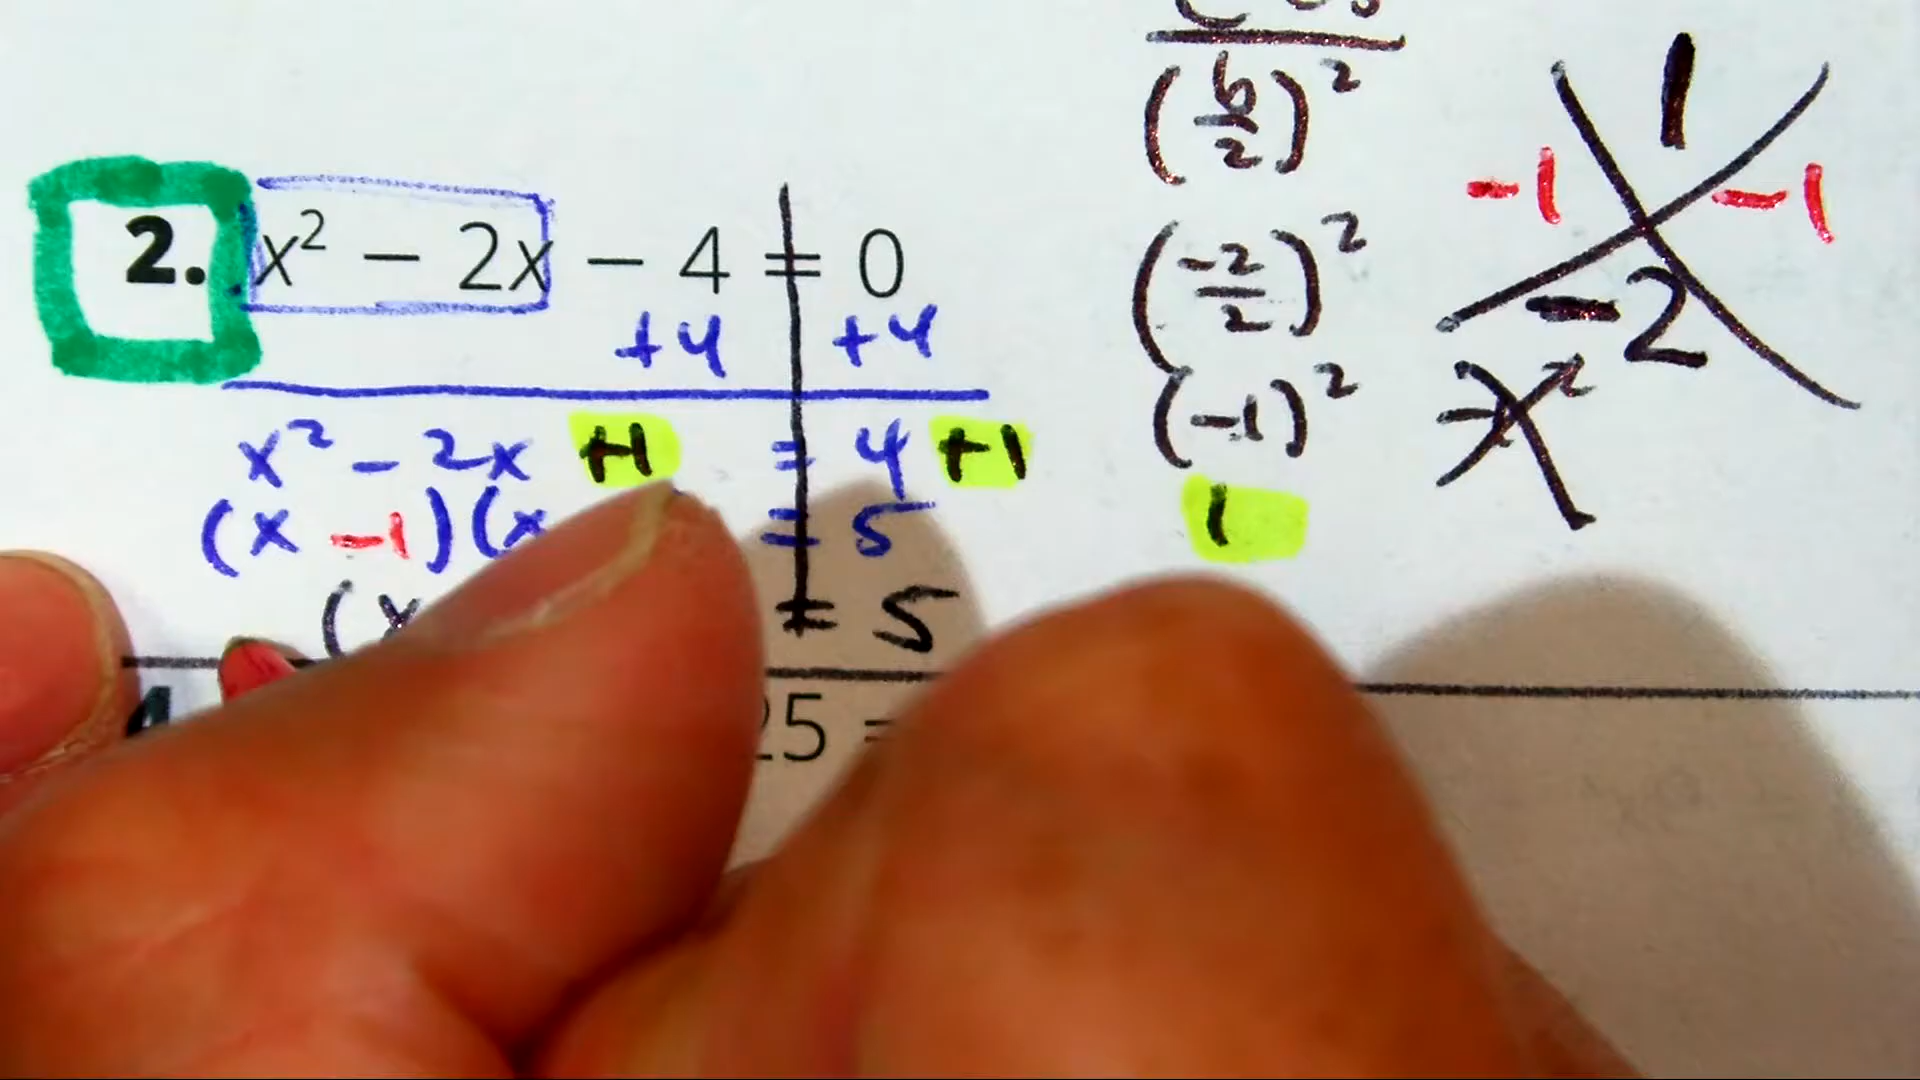 2. x² − 2x − 4 = 0
+4 +4
x² − 2x +1 = 4 +1
(x −1)(x = 5
(x = 5
25 =
(b/2)²
(-2/2)²
(-1)²
1
1
-1 -1
-2